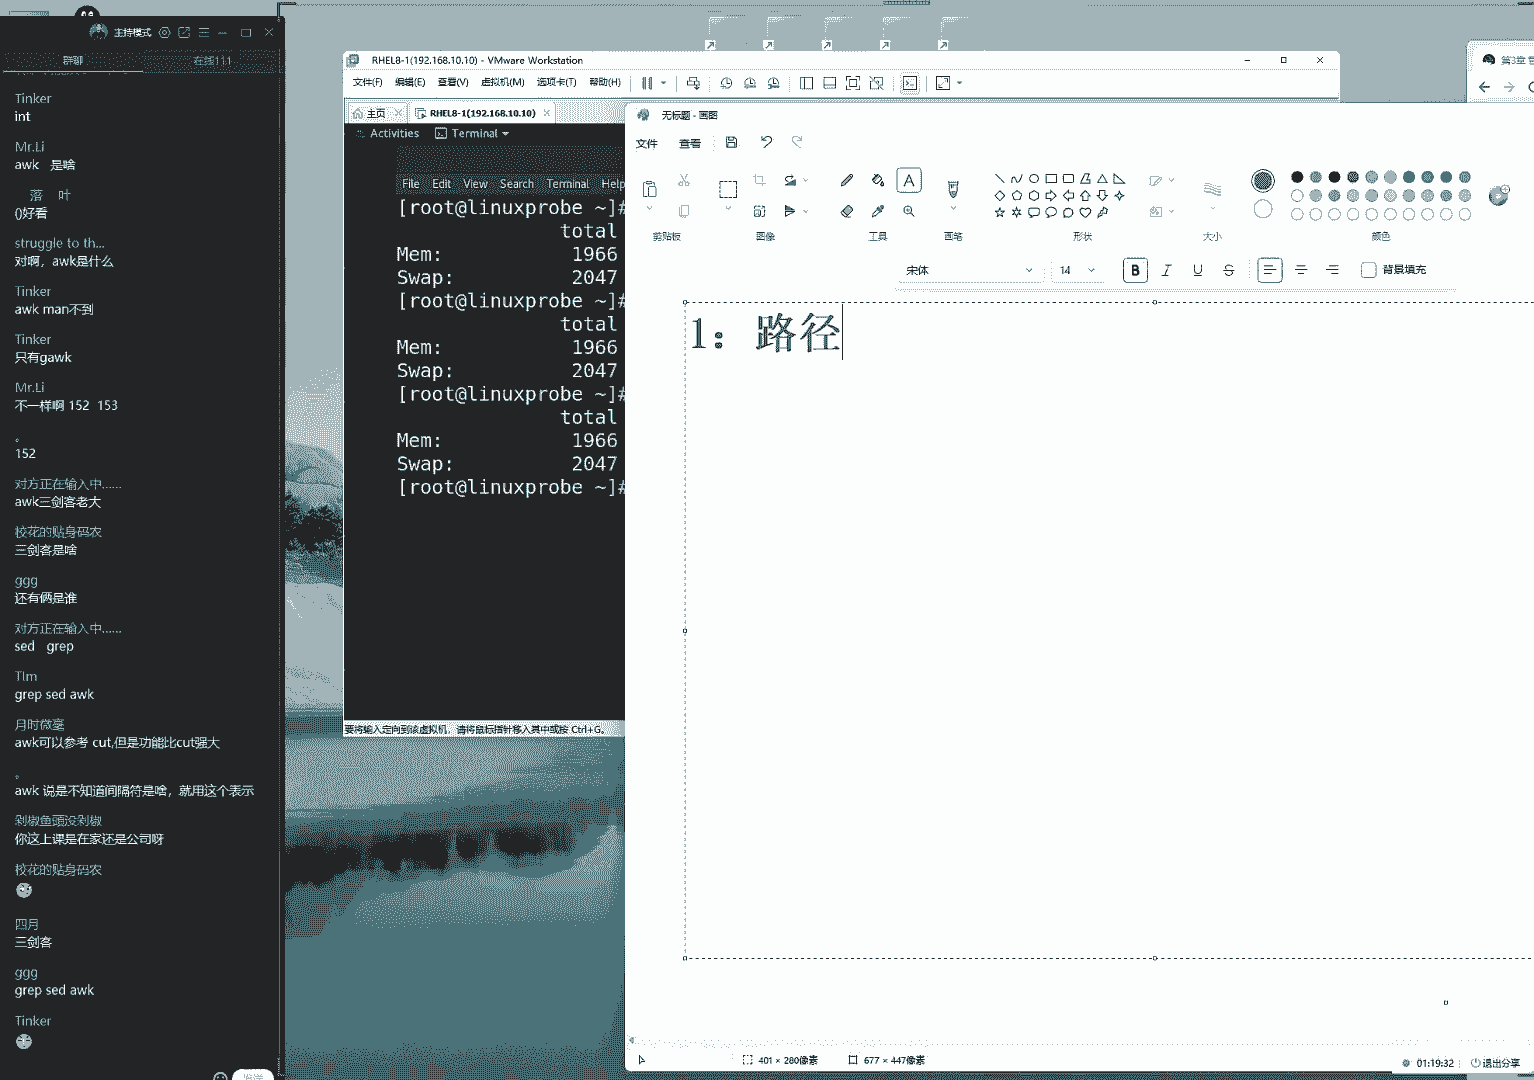 主持模式
群聊
在线111
Tinker
int
Mr.Li
awk 是啥
落 叶
()好看
struggle to th...
对啊，awk是什么
Tinker
awk man不到
Tinker
只有gawk
Mr.Li
不一样啊 152 153
。
152
对方正在输入中......
awk三剑客老大
校花的贴身码农
三剑客是啥
ggg
还有俩是谁
对方正在输入中......
sed grep
Tlm
grep sed awk
月时微毫
awk可以参考 cut,但是功能比cut强大
。
awk 说是不知道间隔符是啥，就用这个表示
剁椒鱼頭没剁椒
你这上课是在家还是公司呀
校花的贴身码农
四月
三剑客
ggg
grep sed awk
Tinker
发送
RHEL8-1(192.168.10.10) - VMware Workstation
文件(F) 编辑(E) 查看(V) 虚拟机(M) 选项卡(T) 帮助(H)
主页
RHEL8-1(192.168.10.10)
Activities Terminal
File Edit View Search Terminal Help
[root@linuxprobe ~]#
total
Mem: 1966
Swap: 2047
[root@linuxprobe ~]#
total
Mem: 1966
Swap: 2047
[root@linuxprobe ~]#
total
Mem: 1966
Swap: 2047
[root@linuxprobe ~]#
要将输入定向到该虚拟机，请将鼠标指针移入其中或按 Ctrl+G。
第3章
无标题 - 画图
文件 查看
A
剪贴板 图像 工具 画笔 形状 大小 颜色
宋体 14 B I U S 背景填充
1：路径
401 × 280像素 677 × 447像素
01:19:32 退出分享